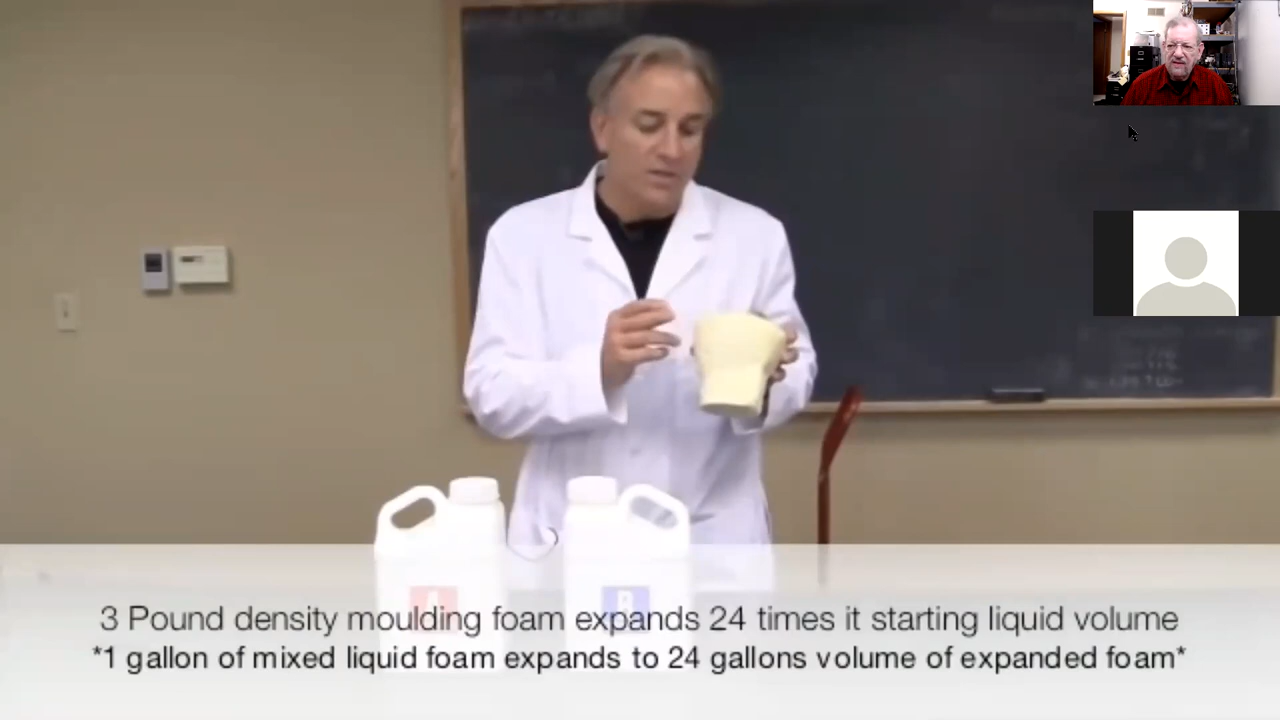 A
B
3 Pound density moulding foam expands 24 times it starting liquid volume
*1 gallon of mixed liquid foam expands to 24 gallons volume of expanded foam*